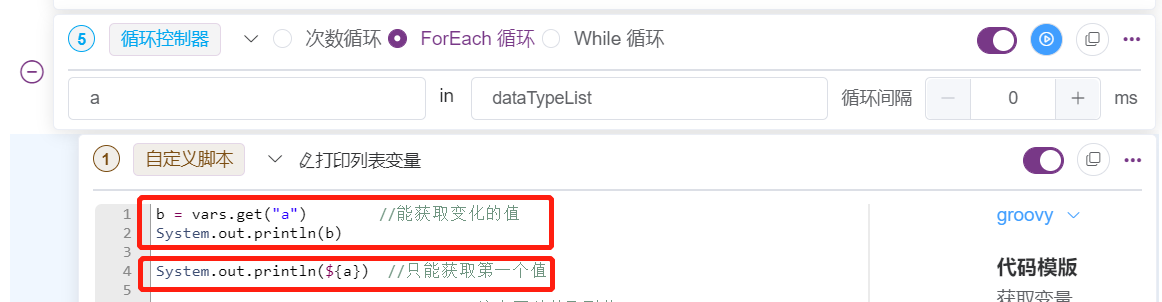 5 循环控制器 次数循环 ForEach 循环 While 循环
a in dataTypeList 循环间隔 0 ms
1 自定义脚本 打印列表变量
1 b = vars.get("a") //能获取变化的值
2 System.out.println(b)
3
4 System.out.println(${a}) //只能获取第一个值
5
groovy
代码模版
获取变量